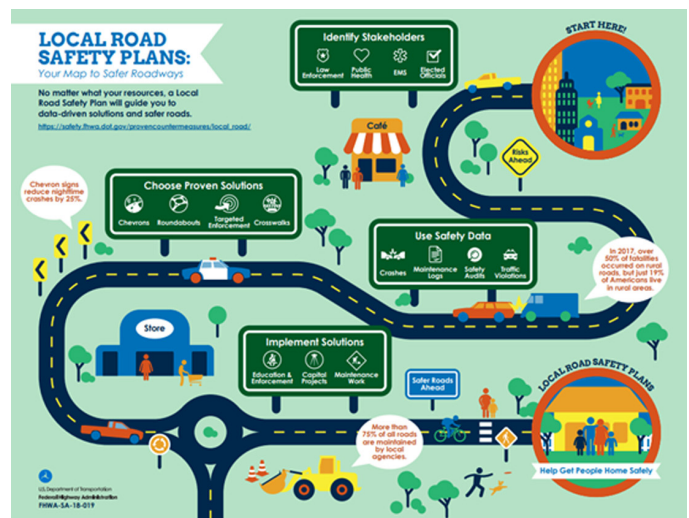 LOCAL ROAD
SAFETY PLANS:
Your Map to Safer Roadways
No matter what your resources, a Local
Road Safety Plan will guide you to
data-driven solutions and safer roads.
https://safety.fhwa.dot.gov/provencountermeasures/local_road/
Identify Stakeholders
Law
Enforcement
Public
Health
EMS
Elected
Officials
START HERE!
Café
Risks
Ahead
Chevron signs
reduce nighttime
crashes by 25%.
Choose Proven Solutions
Chevrons
Roundabouts
Targeted
Enforcement
Crosswalks
Use Safety Data
Crashes
Maintenance
Logs
Safety
Audits
Traffic
Violations
In 2017, over
50% of fatalities
occurred on rural
roads, but just 19%
of Americans live
in rural areas.
Store
Implement Solutions
Education &
Enforcement
Capital
Projects
Maintenance
Work
Safer Roads
Ahead
LOCAL ROAD SAFETY PLANS
Help Get People Home Safely
More than
75% of all roads
are maintained
by local
agencies.
U.S. Department of Transportation
Federal Highway Administration
FHWA-SA-18-019